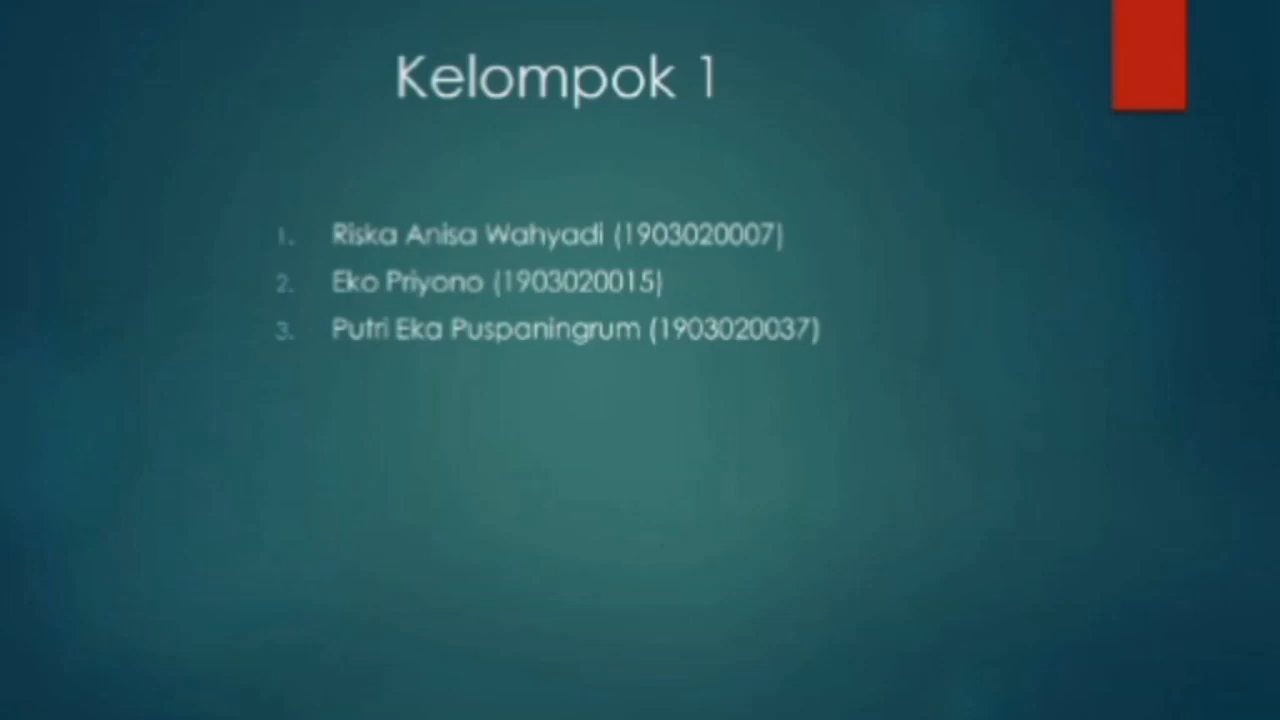 Kelompok 1
1. Riska Anisa Wahyadi (1903020007)
2. Eko Priyono (1903020015)
3. Putri Eka Puspaningrum (1903020037)